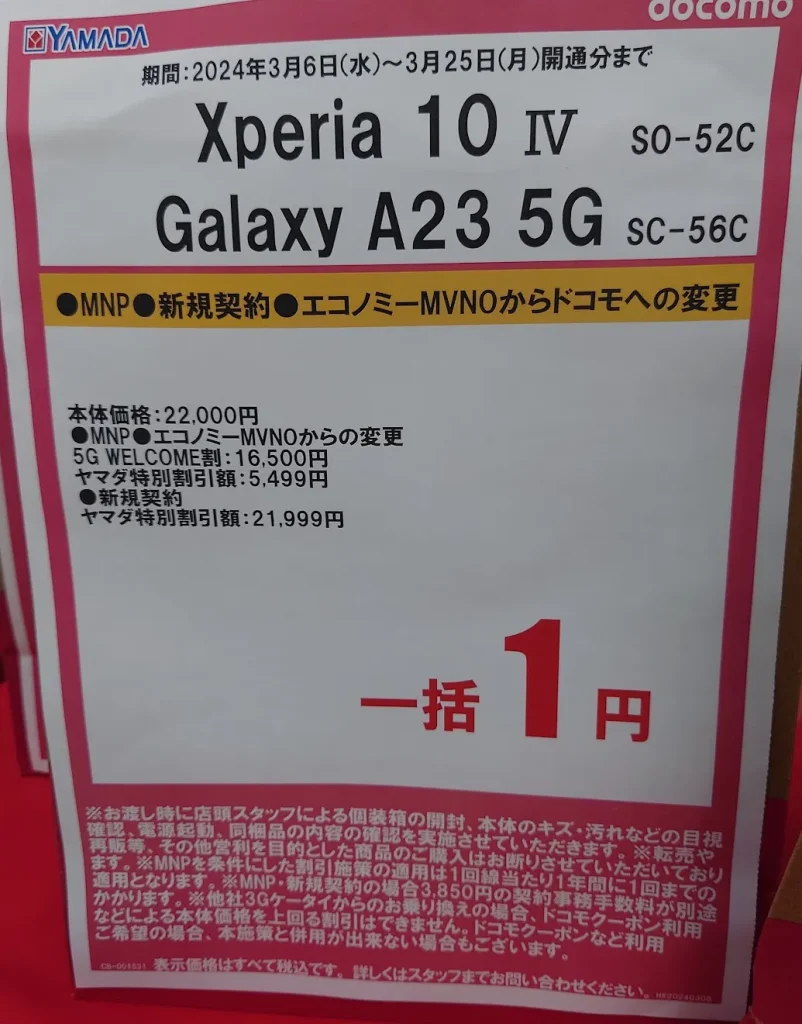 docomo
YAMADA
期間:2024年3月6日(水)～3月25日(月)開通分まで
Xperia 10 Ⅳ SO-52C
Galaxy A23 5G SC-56C
●MNP●新規契約●エコノミーMVNOからドコモへの変更
本体価格:22,000円
●MNP●エコノミーMVNOからの変更
5G WELCOME割:16,500円
ヤマダ特別割引額:5,499円
●新規契約
ヤマダ特別割引額:21,999円
一括1円
※お渡し時に店頭スタッフによる個装箱の開封、本体のキズ・汚れなどの目視
確認、電源起動、同梱品の内容の確認を実施させていただきます。※転売や
再販等、その他営利を目的とした商品のご購入はお断りさせていただいており
ます。※MNPを条件にした割引施策の適用は1回線当たり1年間に1回までの
適用となります。※MNP・新規契約の場合3,850円の契約事務手数料が別途
かかります。※他社3Gケータイからのお乗り換えの場合、ドコモクーポン利用
などによる本体価格を上回る割引はできません。ドコモクーポンなど利用
ご希望の場合、本施策と併用が出来ない場合もございます。
CB-001531 表示価格はすべて税込です。詳しくはスタッフまでお問い合わせください。 HK20240306